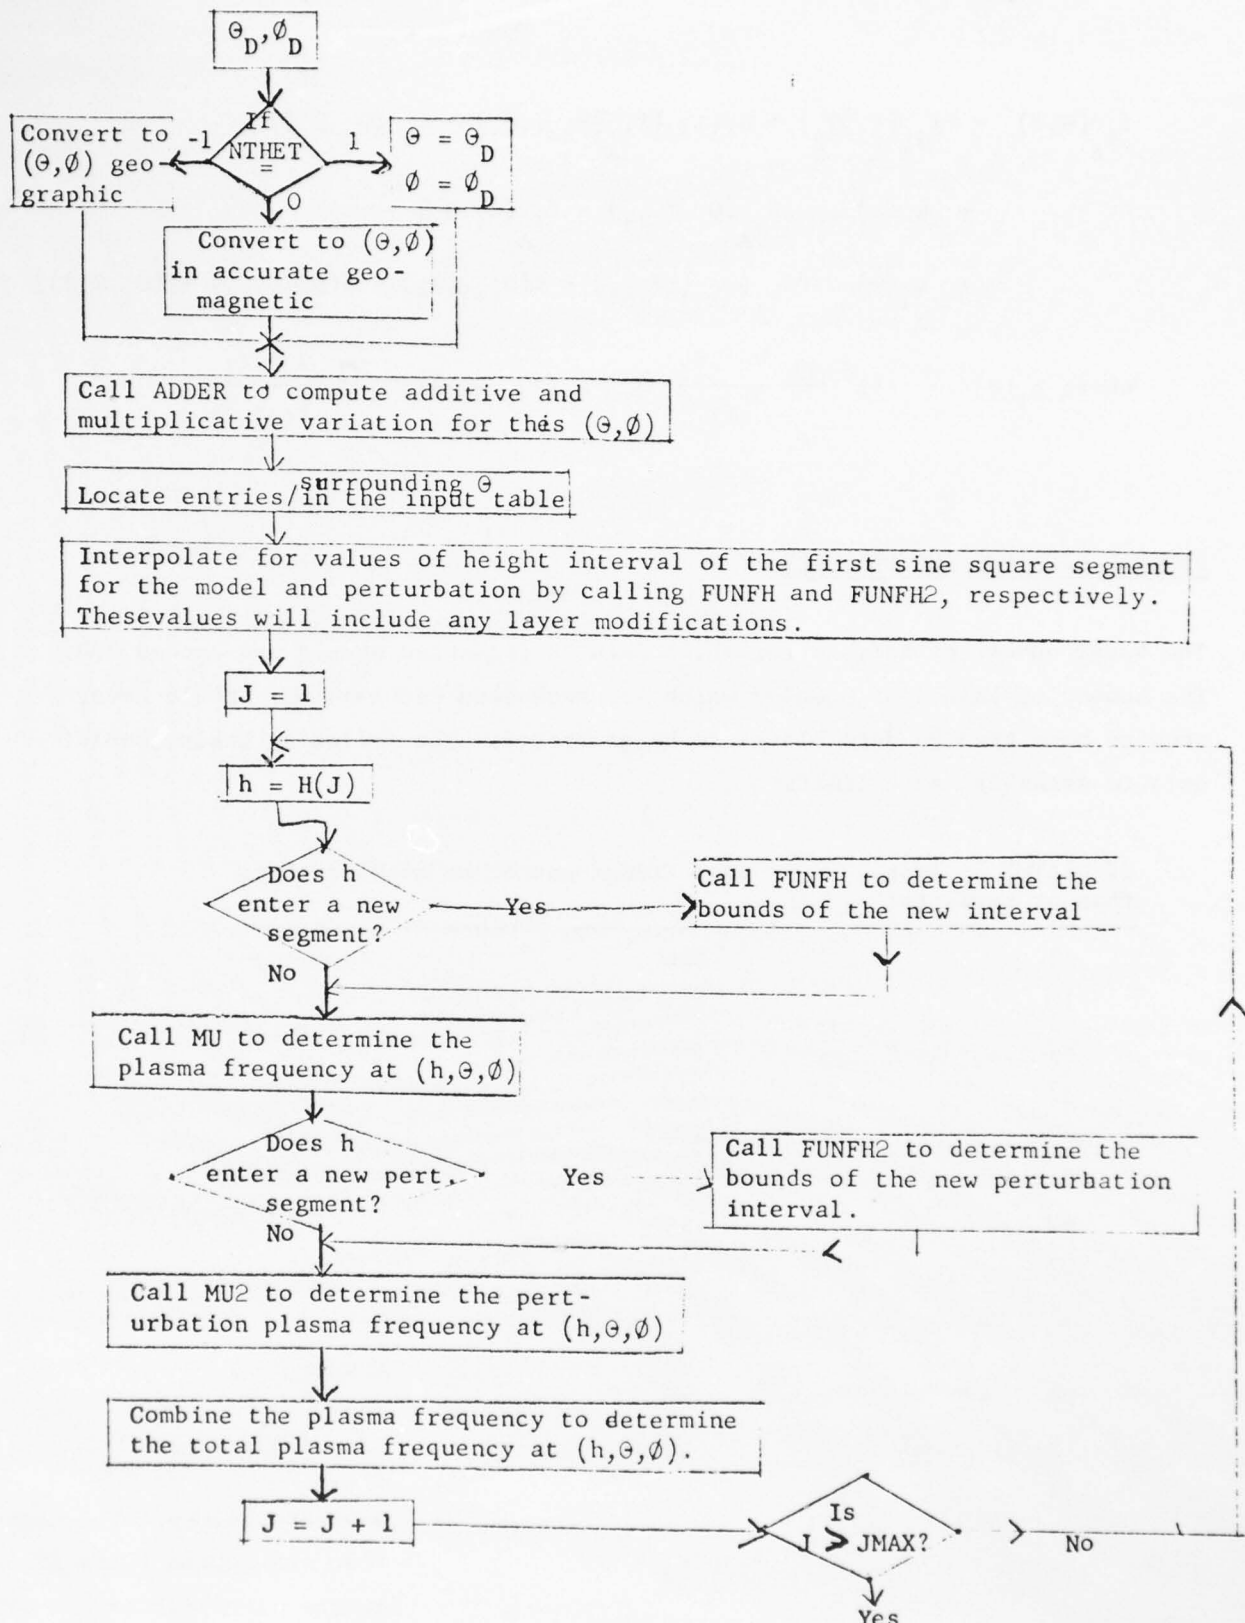 Θ_D, Ø_D
If
NTHET
=
-1
1
0
Convert to
(Θ,Ø) geo-
graphic
Θ = Θ_D
Ø = Ø_D
Convert to (Θ,Ø)
in accurate geo-
magnetic
Call ADDER to compute additive and
multiplicative variation for this (Θ,Ø)
surrounding Θ
Locate entries/in the input table
Interpolate for values of height interval of the first sine square segment
for the model and perturbation by calling FUNFH and FUNFH2, respectively.
Thesevalues will include any layer modifications.
J = 1
h = H(J)
Does h
enter a new
segment?
Yes
Call FUNFH to determine the
bounds of the new interval
No
Call MU to determine the
plasma frequency at (h,Θ,Ø)
Does h
enter a new pert.
segment?
Yes
Call FUNFH2 to determine the
bounds of the new perturbation
interval.
No
Call MU2 to determine the pert-
urbation plasma frequency at (h,Θ,Ø)
Combine the plasma frequency to determine
the total plasma frequency at (h,Θ,Ø).
J = J + 1
Is
J > JMAX?
No
Yes